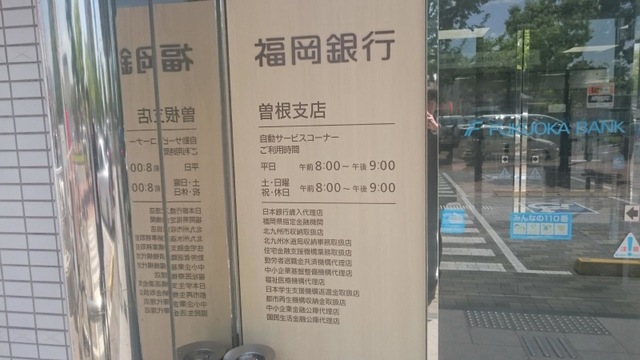 福岡銀行
曽根支店
自動サービスコーナー
ご利用時間
平日 午前8:00～午後9:00
土・日曜
祝・休日 午前8:00～午後9:00
日本銀行歳入代理店
福岡県指定金融機関
北九州市収納取扱店
北九州水道局収納事務取扱店
住宅金融支援機構業務取扱店
勤労者退職金共済機構代理店
中小企業基盤整備機構代理店
福祉医療機構代理店
日本学生支援機構返還金取扱店
都市再生機構収納金取扱店
中小企業金融公庫代理店
国民生活金融公庫代理店
FUKUOKA BANK
みんなの110番